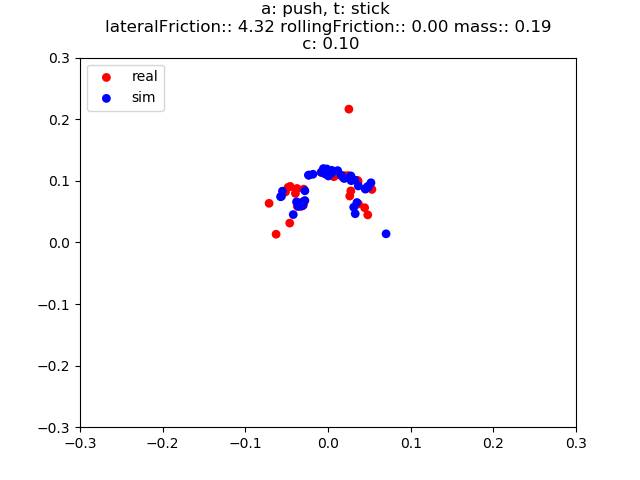 a: push, t: stick
lateralFriction:: 4.32 rollingFriction:: 0.00 mass:: 0.19
c: 0.10
real
sim
0.3
0.2
0.1
0.0
−0.1
−0.2
−0.3
−0.3 −0.2 −0.1 0.0 0.1 0.2 0.3